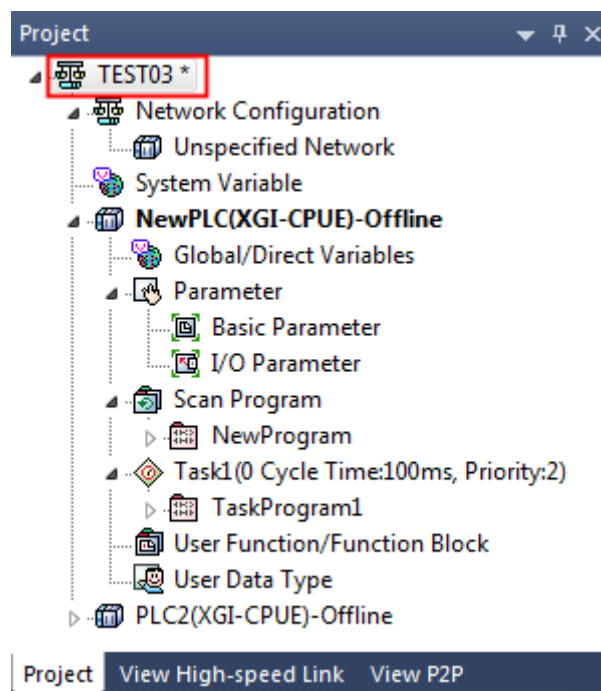 Project
TEST03 *
Network Configuration
Unspecified Network
System Variable
NewPLC(XGI-CPUE)-Offline
Global/Direct Variables
Parameter
Basic Parameter
I/O Parameter
Scan Program
NewProgram
Task1(0 Cycle Time:100ms, Priority:2)
TaskProgram1
User Function/Function Block
User Data Type
PLC2(XGI-CPUE)-Offline
Project View High-speed Link View P2P